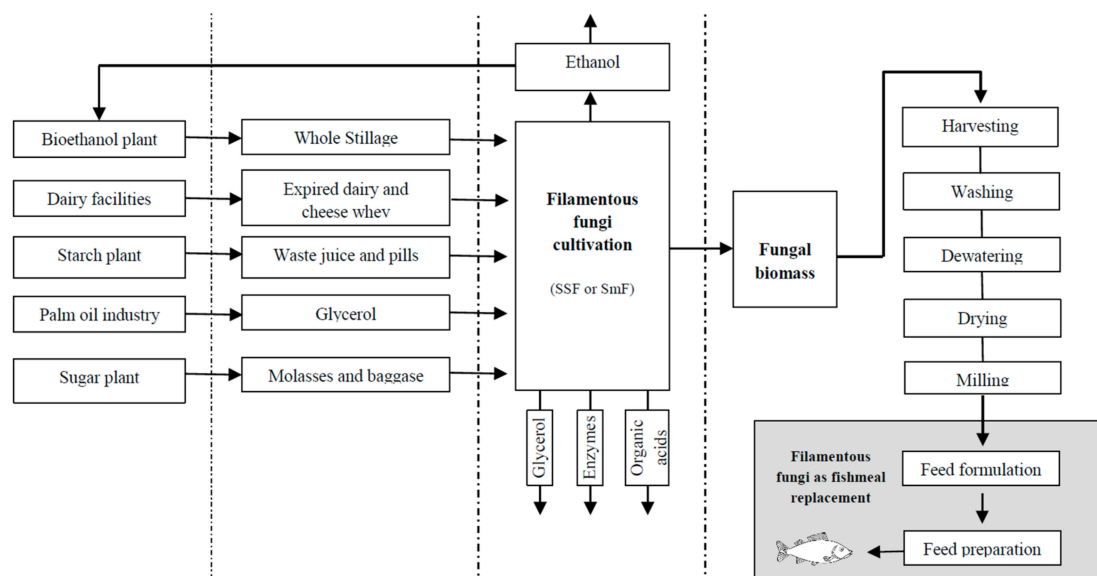 Ethanol
Bioethanol plant
Whole Stillage
Dairy facilities
Expired dairy and
cheese whev
Starch plant
Waste juice and pills
Palm oil industry
Glycerol
Sugar plant
Molasses and baggase
Filamentous
fungi
cultivation
(SSF or SmF)
Glycerol
Enzymes
Organic
acids
Fungal
biomass
Harvesting
Washing
Dewatering
Drying
Milling
Filamentous
fungi as fishmeal
replacement
Feed formulation
Feed preparation